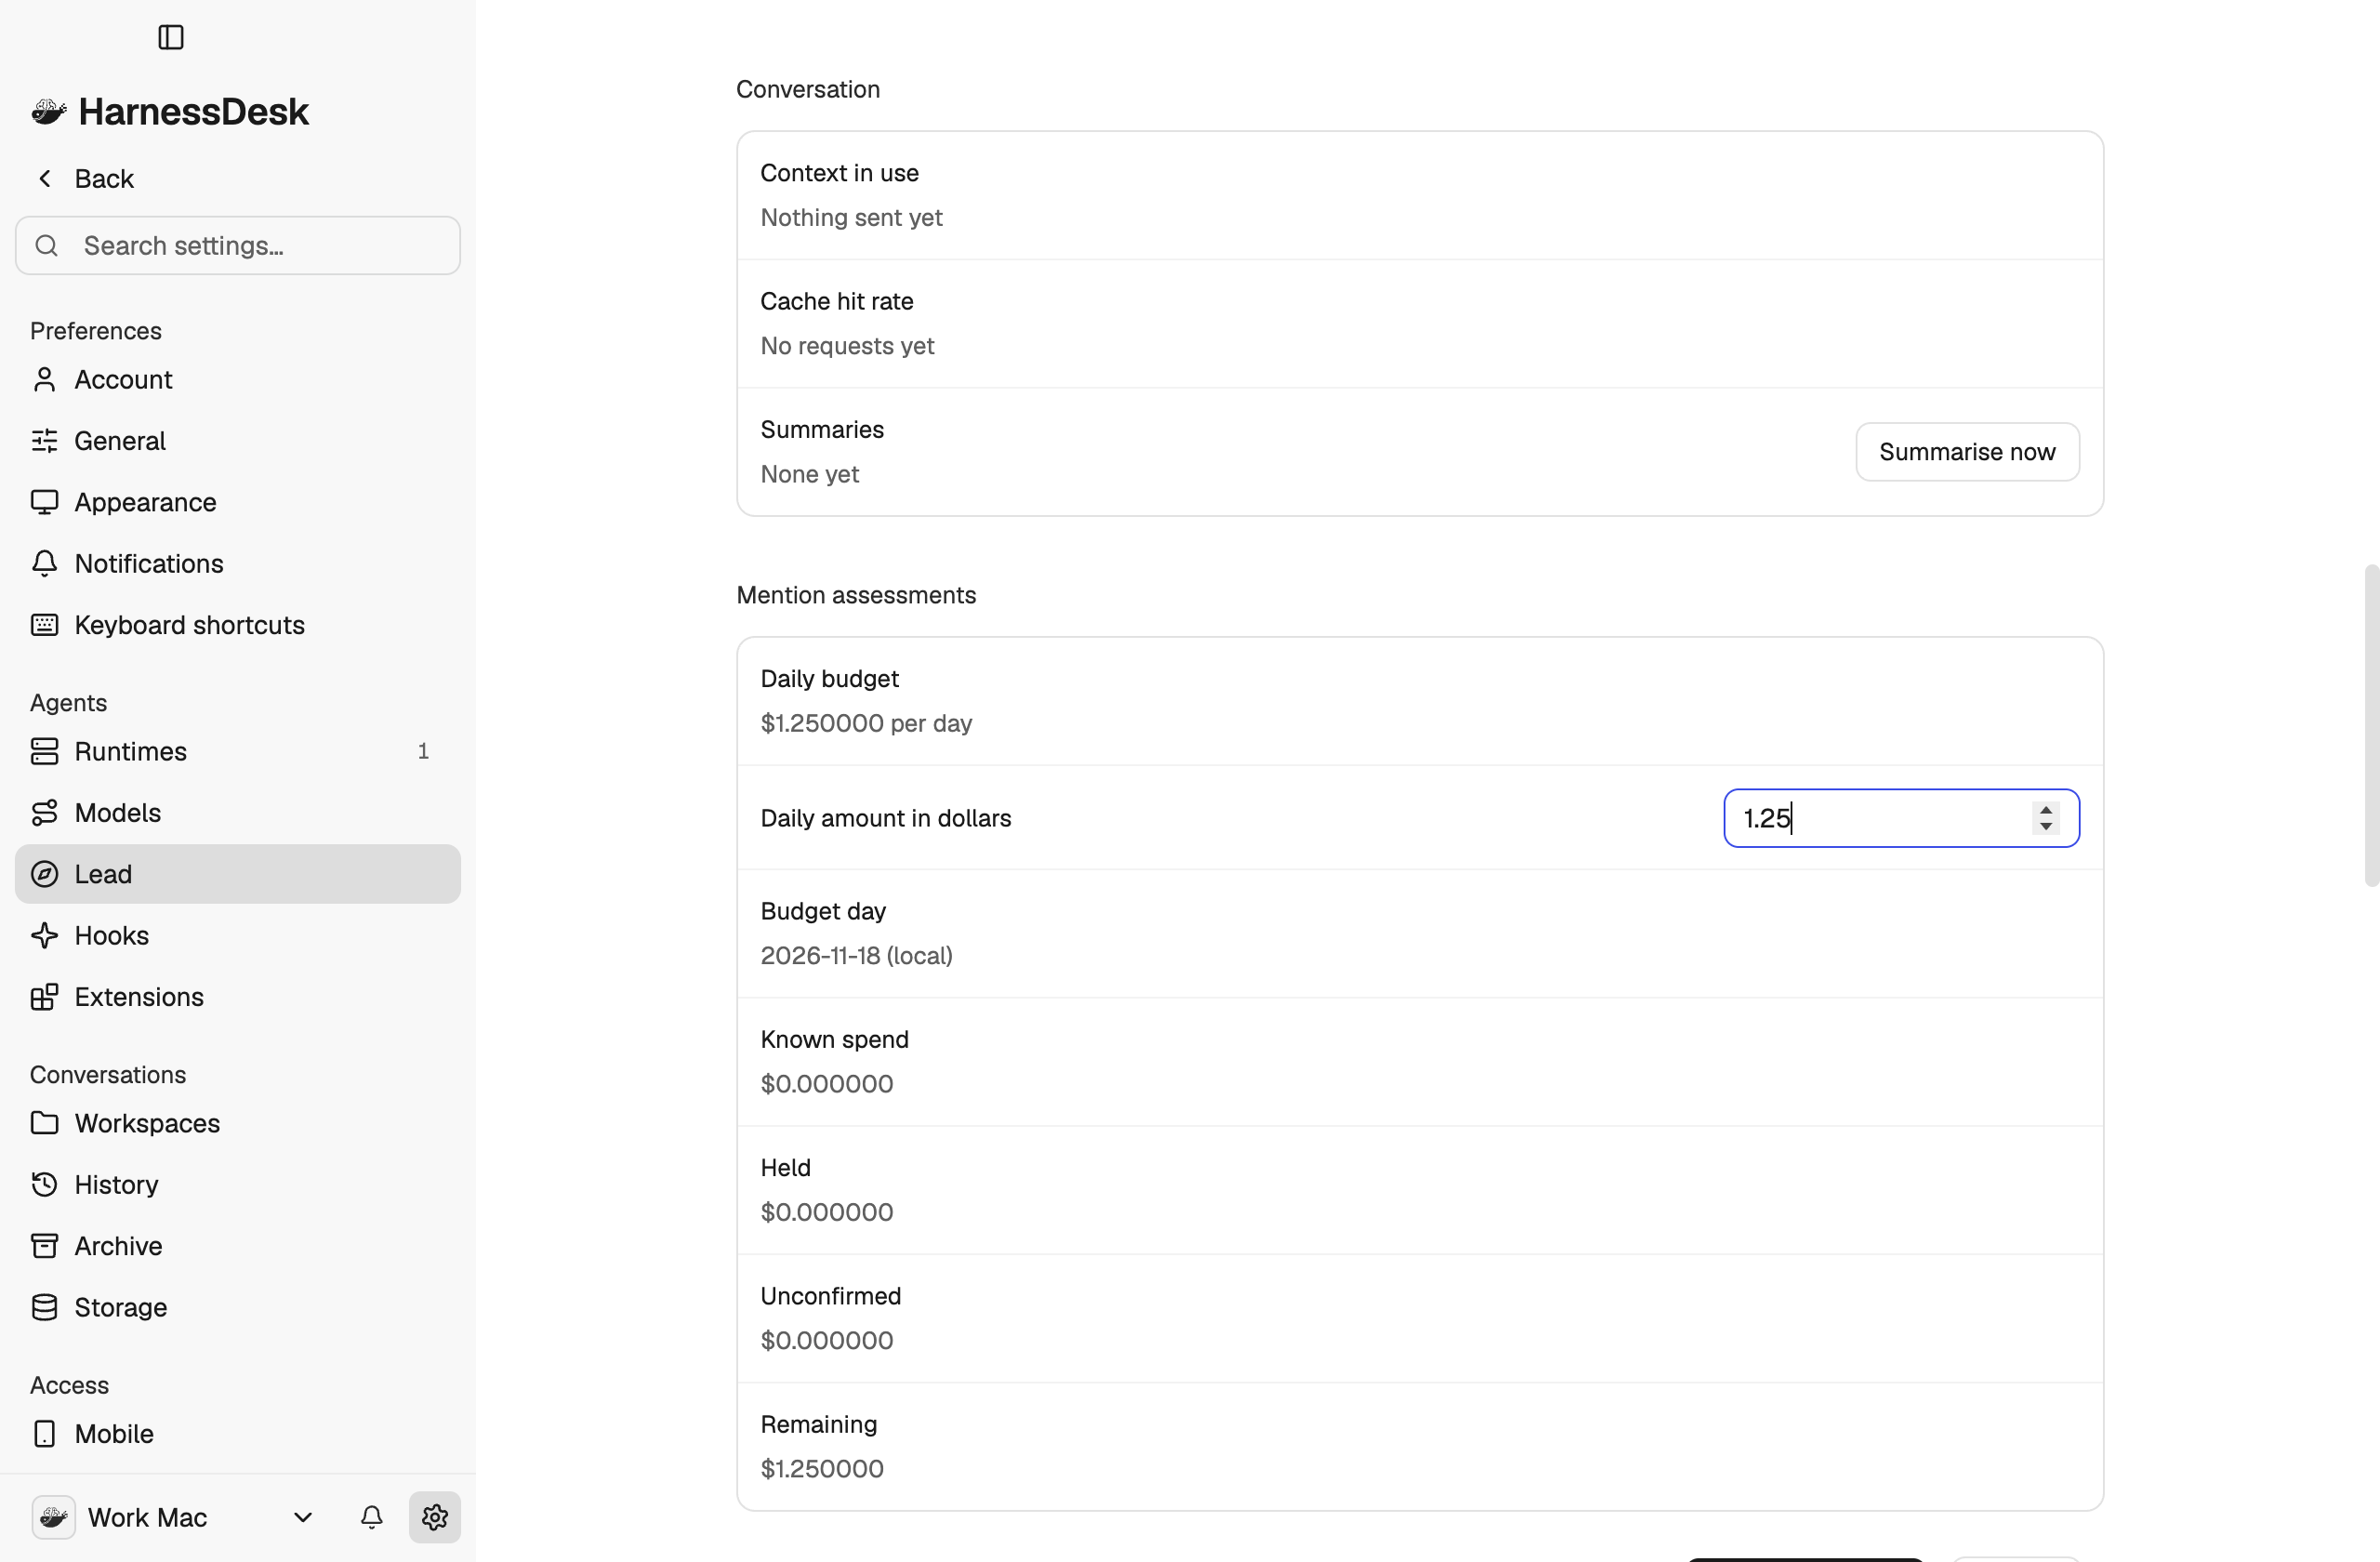 HarnessDesk
Back
Search settings...
Preferences
Account
General
Appearance
Notifications
Keyboard shortcuts
Agents
Runtimes 1
Models
Lead
Hooks
Extensions
Conversations
Workspaces
History
Archive
Storage
Access
Mobile
Work Mac
Conversation
Context in use
Nothing sent yet
Cache hit rate
No requests yet
Summaries
None yet
Summarise now
Mention assessments
Daily budget
$1.250000 per day
Daily amount in dollars
1.25
Budget day
2026-11-18 (local)
Known spend
$0.000000
Held
$0.000000
Unconfirmed
$0.000000
Remaining
$1.250000